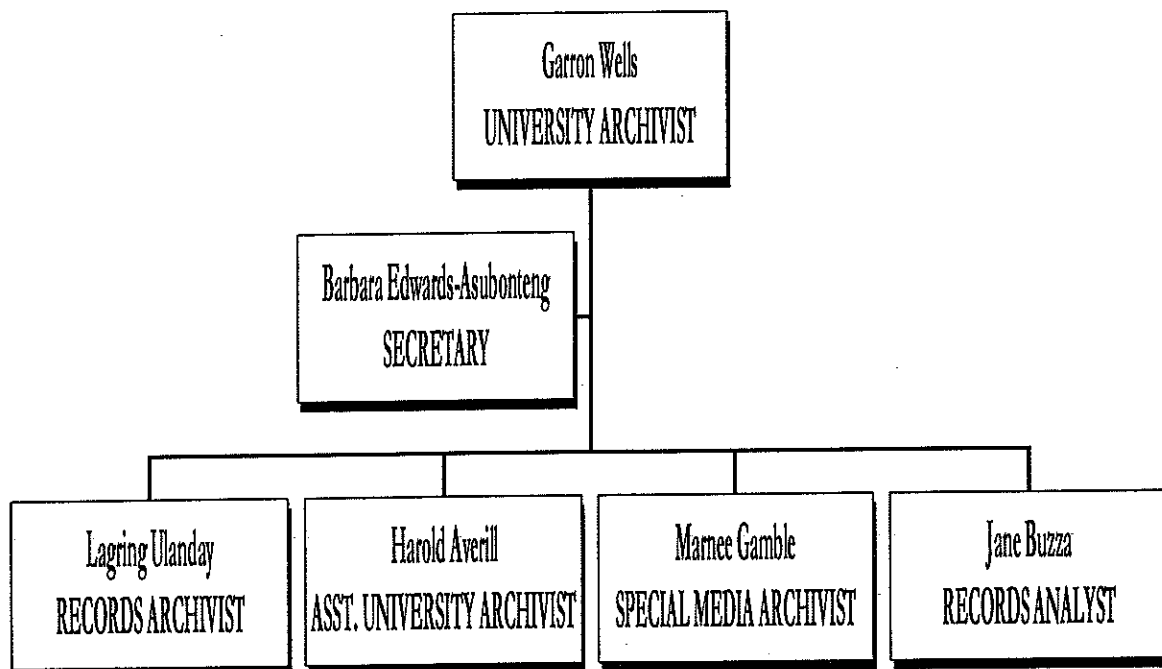 Garron Wells
UNIVERSITY ARCHIVIST
Barbara Edwards-Asubonteng
SECRETARY
Lagring Ulanday
RECORDS ARCHIVIST
Harold Averill
ASST. UNIVERSITY ARCHIVIST
Marnee Gamble
SPECIAL MEDIA ARCHIVIST
Jane Buzza
RECORDS ANALYST